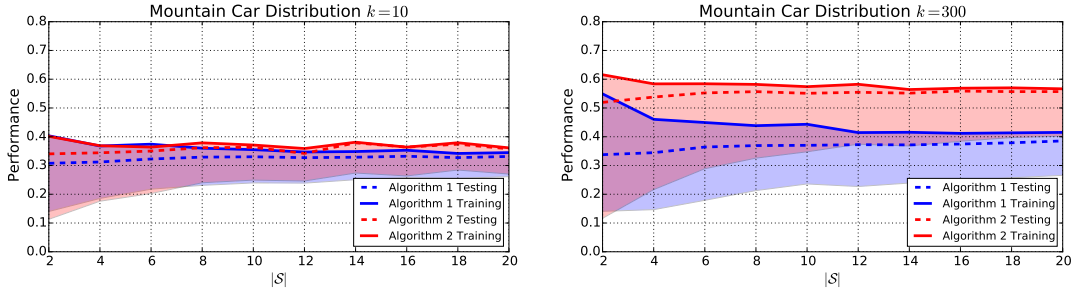 Mountain Car Distribution k=10
0.8
0.7
0.6
0.5
0.4
0.3
0.2
0.1
0.0
Performance
2 4 6 8 10 12 14 16 18 20
|S|
Algorithm 1 Testing
Algorithm 1 Training
Algorithm 2 Testing
Algorithm 2 Training
Mountain Car Distribution k=300
0.8
0.7
0.6
0.5
0.4
0.3
0.2
0.1
0.0
Performance
2 4 6 8 10 12 14 16 18 20
|S|
Algorithm 1 Testing
Algorithm 1 Training
Algorithm 2 Testing
Algorithm 2 Training